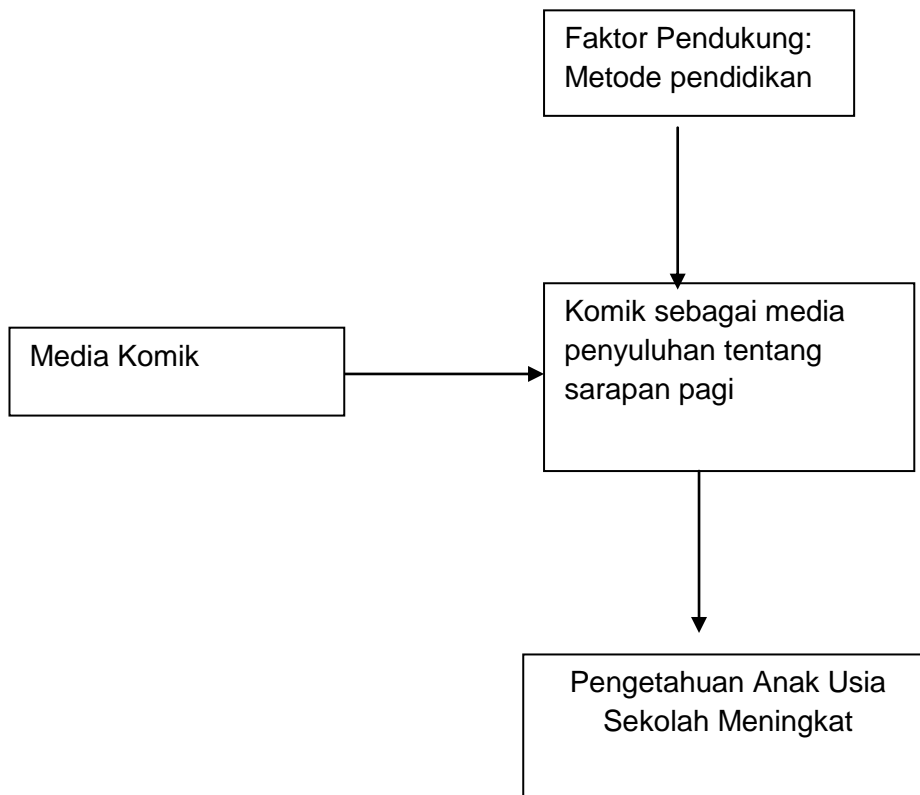 Faktor Pendukung:
Metode pendidikan
Media Komik
Komik sebagai media
penyuluhan tentang
sarapan pagi
Pengetahuan Anak Usia
Sekolah Meningkat